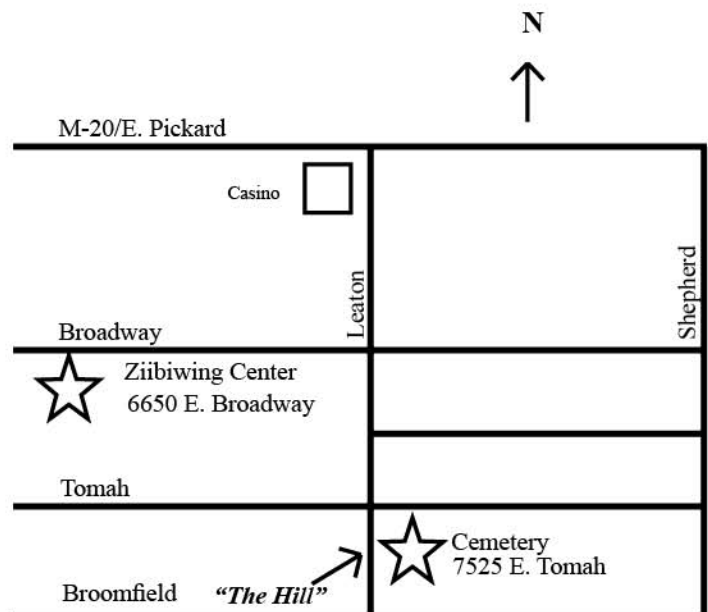 N
M-20/E. Pickard
Casino
Leaton
Shepherd
Broadway
Ziibiwing Center
6650 E. Broadway
Tomah
Cemetery
7525 E. Tomah
Broomfield
“The Hill”